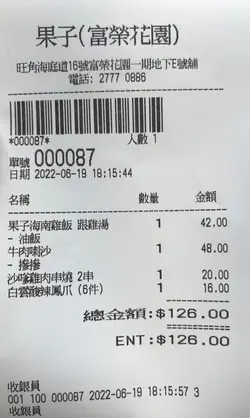 果子(富榮花園)
旺角海庭道16號富榮花園一期地下E號舖
電話: 2777 0886
*000087*
人數 1
單號 000087
日期 2022-06-19 18:15:44
名稱 數量 金額
果子海南雞飯 跟雞湯 1 42.00
- 油飯
牛肉喇沙 1 48.00
- 摻摻
沙嗲雞肉串燒 2串 1 20.00
白雲酸辣鳳爪 (6件) 1 16.00
總金額:$126.00
ENT:$126.00
收銀員
001 100 000087 2022-06-19 18:15:57 3
收銀員